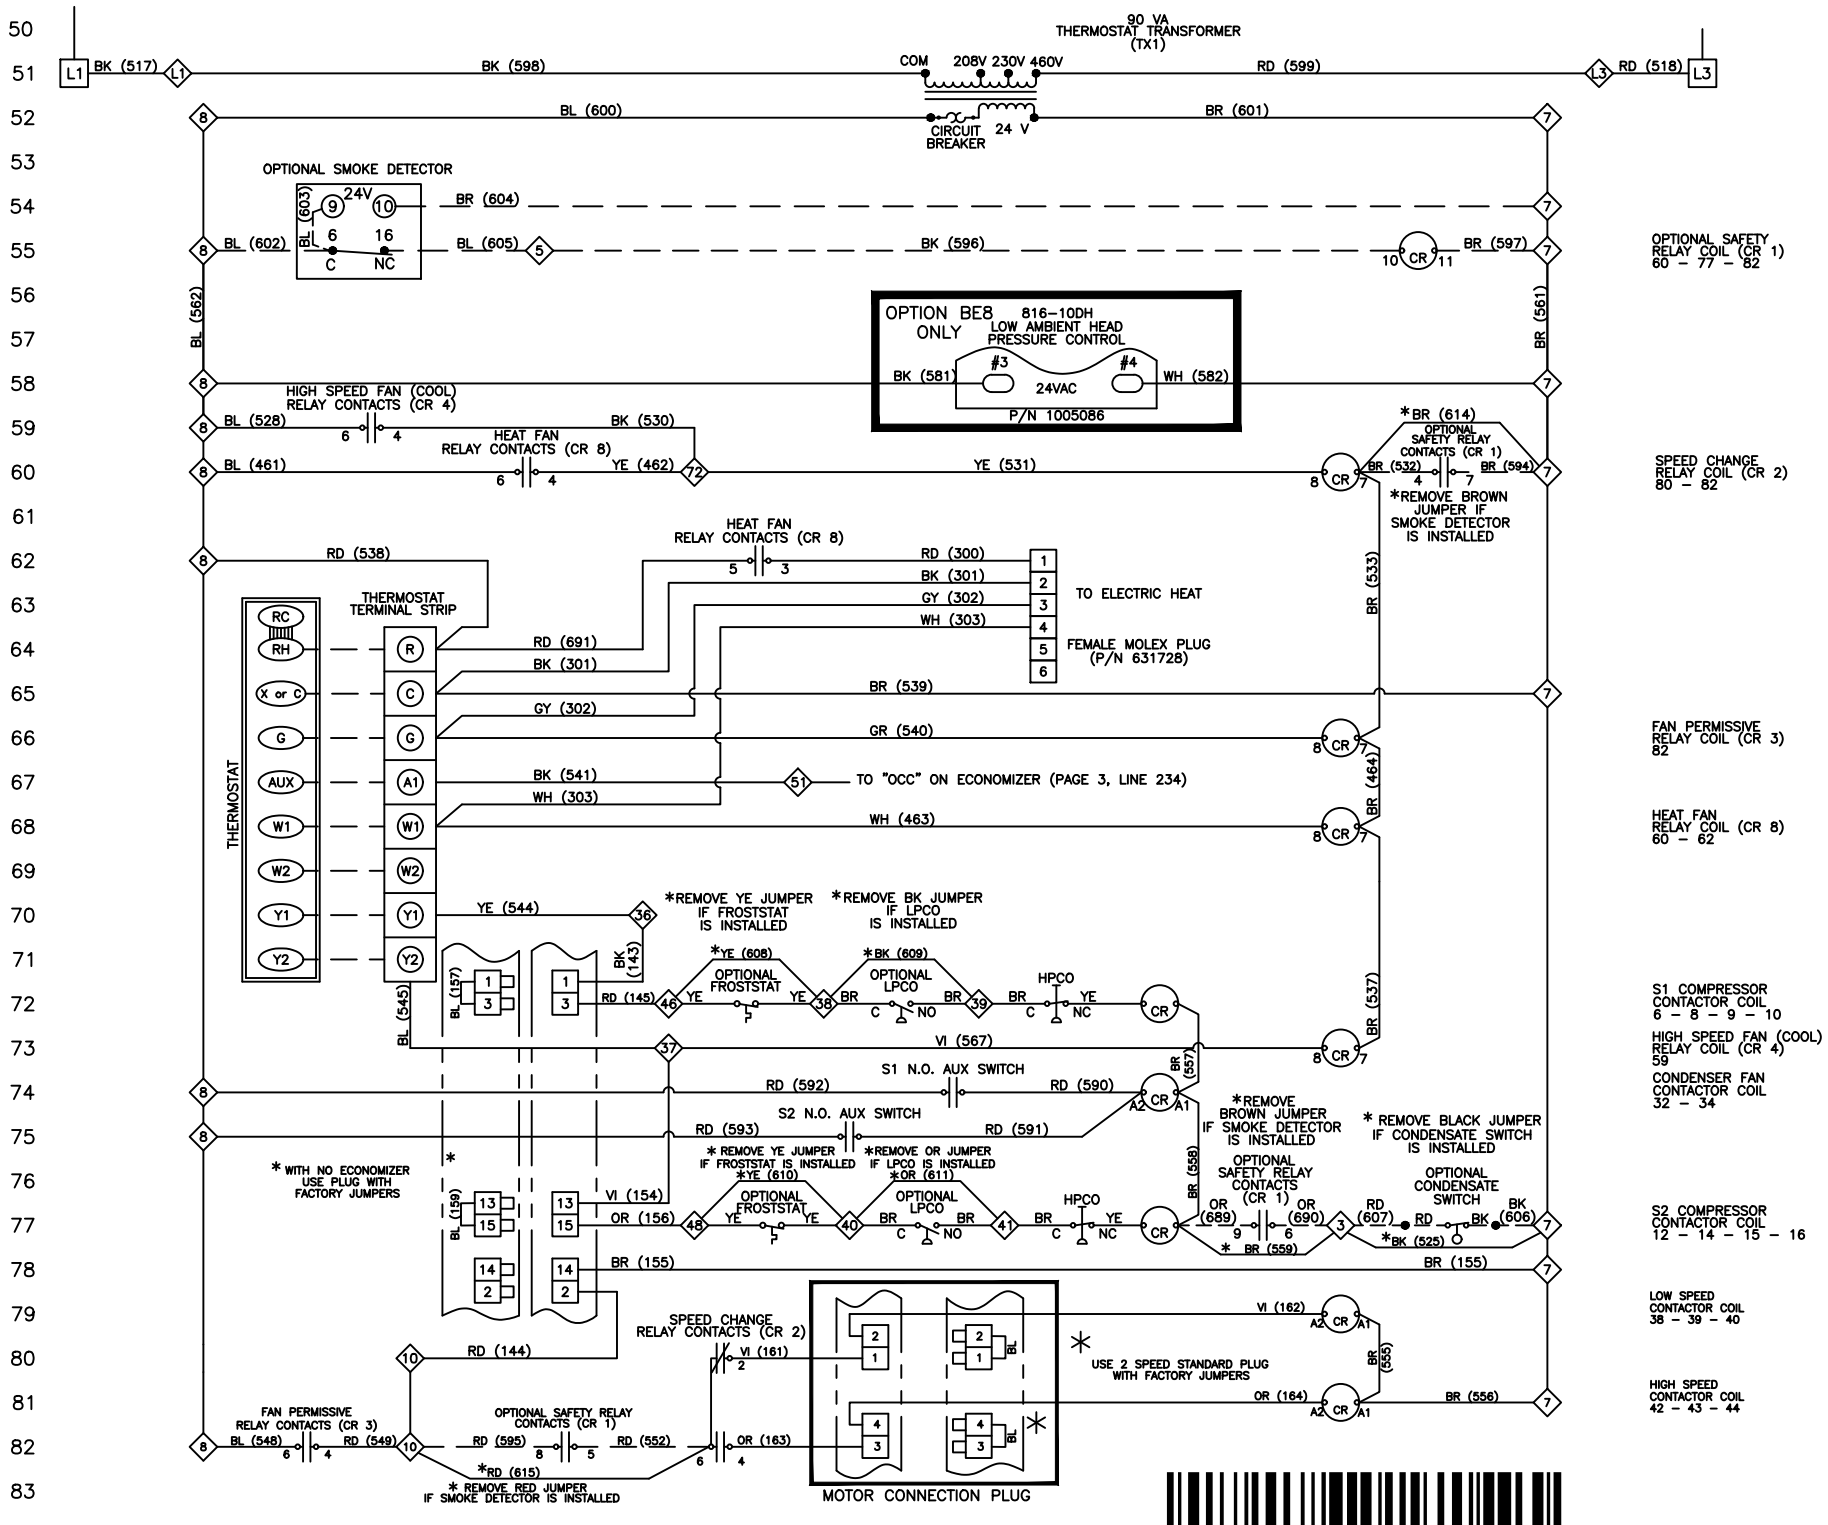 50
90 VA
THERMOSTAT TRANSFORMER
(TX1)
51
L1
BK (517)
L1
BK (598)
COM
208V 230V 460V
RD (599)
L3
RD (518)
L3
52
8
BL (600)
CIRCUIT
BREAKER
24 V
BR (601)
7
53
OPTIONAL SMOKE DETECTOR
54
BL (603)
9
24V
10
BR (604)
7
55
8
BL (602)
6
16
C
NC
BL (605)
5
BK (596)
10
CR
11
BR (597)
7
OPTIONAL SAFETY
RELAY COIL (CR 1)
60 - 77 - 82
56
BL (562)
BR (561)
OPTION BE8
ONLY
816-10DH
LOW AMBIENT HEAD
PRESSURE CONTROL
57
#3
#4
58
8
BK (581)
24VAC
WH (582)
7
P/N 1005086
HIGH SPEED FAN (COOL)
RELAY CONTACTS (CR 4)
59
8
BL (528)
6
4
BK (530)
*BR (614)
OPTIONAL
SAFETY RELAY
CONTACTS (CR 1)
HEAT FAN
RELAY CONTACTS (CR 8)
60
8
BL (461)
6
4
YE (462)
72
YE (531)
8
CR
7
BR (532)
4
7
BR (594)
7
SPEED CHANGE
RELAY COIL (CR 2)
80 - 82
*REMOVE BROWN
JUMPER IF
SMOKE DETECTOR
IS INSTALLED
61
HEAT FAN
RELAY CONTACTS (CR 8)
62
8
RD (538)
5
3
RD (300)
1
BK (301)
2
BR (533)
63
THERMOSTAT
TERMINAL STRIP
GY (302)
3
TO ELECTRIC HEAT
RC
WH (303)
4
64
RH
R
RD (691)
5
FEMALE MOLEX PLUG
(P/N 631728)
BK (301)
6
65
X or C
C
BR (539)
7
GY (302)
66
G
G
GR (540)
8
CR
7
FAN PERMISSIVE
RELAY COIL (CR 3)
82
67
THERMOSTAT
AUX
A1
BK (541)
51
TO "OCC" ON ECONOMIZER (PAGE 3, LINE 234)
BR (464)
WH (303)
68
W1
W1
WH (463)
8
CR
7
HEAT FAN
RELAY COIL (CR 8)
60 - 62
69
W2
W2
70
Y1
Y1
YE (544)
36
*REMOVE YE JUMPER
IF FROSTSTAT
IS INSTALLED
*REMOVE BK JUMPER
IF LPCO
IS INSTALLED
71
Y2
Y2
BK
(143)
*YE (608)
*BK (609)
BL (157)
1
1
OPTIONAL
FROSTSTAT
OPTIONAL
LPCO
HPCO
72
BL (545)
3
3
RD (145)
46
YE
YE
38
BR
C
NO
BR
39
BR
C
NC
YE
CR
BR (537)
S1 COMPRESSOR
CONTACTOR COIL
6 - 8 - 9 - 10
73
37
VI (567)
BR
(557)
8
CR
7
HIGH SPEED FAN (COOL)
RELAY COIL (CR 4)
59
74
8
RD (592)
S1 N.O. AUX SWITCH
RD (590)
A2
CR
A1
CONDENSER FAN
CONTACTOR COIL
32 - 34
75
8
RD (593)
S2 N.O. AUX SWITCH
RD (591)
*REMOVE
BROWN JUMPER
IF SMOKE DETECTOR
IS INSTALLED
* REMOVE BLACK JUMPER
IF CONDENSATE SWITCH
IS INSTALLED
* WITH NO ECONOMIZER
USE PLUG WITH
FACTORY JUMPERS
*
* REMOVE YE JUMPER
IF FROSTSTAT IS INSTALLED
*REMOVE OR JUMPER
IF LPCO IS INSTALLED
76
*YE (610)
*OR (611)
BR (558)
OPTIONAL
SAFETY RELAY
CONTACTS
(CR 1)
OPTIONAL
CONDENSATE
SWITCH
BL (159)
13
13
VI (154)
OPTIONAL
FROSTSTAT
OPTIONAL
LPCO
HPCO
77
15
15
OR (156)
48
YE
YE
40
BR
C
NO
BR
41
BR
C
NC
YE
CR
OR
(689)
9
6
OR
(690)
3
RD
(607)
RD
BK
BK
(606)
7
S2 COMPRESSOR
CONTACTOR COIL
12 - 14 - 15 - 16
* BR (559)
*BK (525)
78
14
14
BR (155)
BR (155)
7
2
2
79
VI (162)
A2
CR
A1
LOW SPEED
CONTACTOR COIL
38 - 39 - 40
SPEED CHANGE
RELAY CONTACTS (CR 2)
2
2
80
10
RD (144)
VI (161)
2
1
1
BL
*
USE 2 SPEED STANDARD PLUG
WITH FACTORY JUMPERS
BR
(555)
81
OR (164)
A2
CR
A1
BR (556)
7
HIGH SPEED
CONTACTOR COIL
42 - 43 - 44
FAN PERMISSIVE
RELAY CONTACTS (CR 3)
OPTIONAL SAFETY RELAY
CONTACTS (CR 1)
4
4
82
8
BL (548)
6
4
RD (549)
10
RD (595)
8
5
RD (552)
6
4
OR (163)
3
3
BL
*
*RD (615)
83
* REMOVE RED JUMPER
IF SMOKE DETECTOR IS INSTALLED
MOTOR CONNECTION PLUG